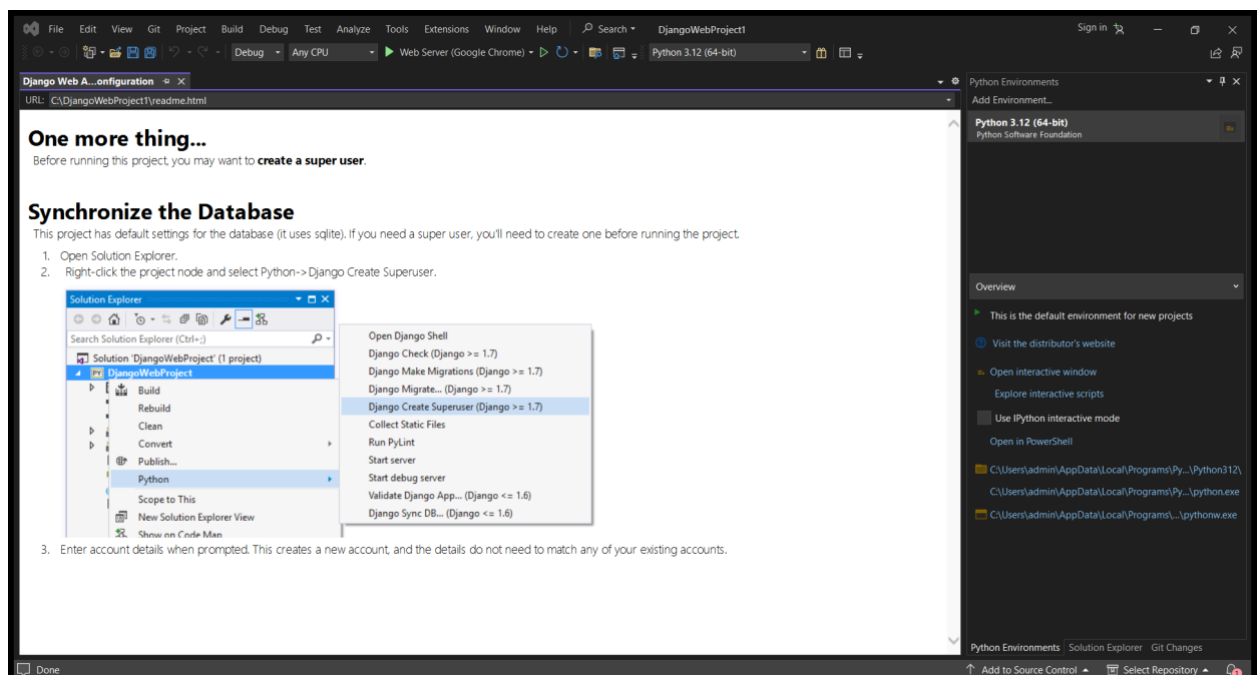 File Edit View Git Project Build Debug Test Analyze Tools Extensions Window Help Search DjangoWebProject1 Sign in
Debug Any CPU Web Server (Google Chrome) Python 3.12 (64-bit)
Django Web A...onfiguration
URL: C:\DjangoWebProject1\readme.html
One more thing...
Before running this project, you may want to create a super user.
Synchronize the Database
This project has default settings for the database (it uses sqlite). If you need a super user, you'll need to create one before running the project.
1. Open Solution Explorer.
2. Right-click the project node and select Python->Django Create Superuser.
Solution Explorer
Search Solution Explorer (Ctrl+;)
Solution 'DjangoWebProject' (1 project)
PY DjangoWebProject
Build
Rebuild
Clean
Convert
Publish...
Python
Scope to This
New Solution Explorer View
Show on Code Map
Open Django Shell
Django Check (Django >= 1.7)
Django Make Migrations (Django >= 1.7)
Django Migrate... (Django >= 1.7)
Django Create Superuser (Django >= 1.7)
Collect Static Files
Run PyLint
Start server
Start debug server
Validate Django App... (Django <= 1.6)
Django Sync DB... (Django <= 1.6)
3. Enter account details when prompted. This creates a new account, and the details do not need to match any of your existing accounts.
Python Environments
Add Environment...
Python 3.12 (64-bit)
Python Software Foundation
Overview
This is the default environment for new projects
Visit the distributor's website
Open interactive window
Explore interactive scripts
Use IPython interactive mode
Open in PowerShell
C:\Users\admin\AppData\Local\Programs\Py...\Python312\
C:\Users\admin\AppData\Local\Programs\Py...\python.exe
C:\Users\admin\AppData\Local\Programs\...\pythonw.exe
Python Environments Solution Explorer Git Changes
Done Add to Source Control Select Repository 1